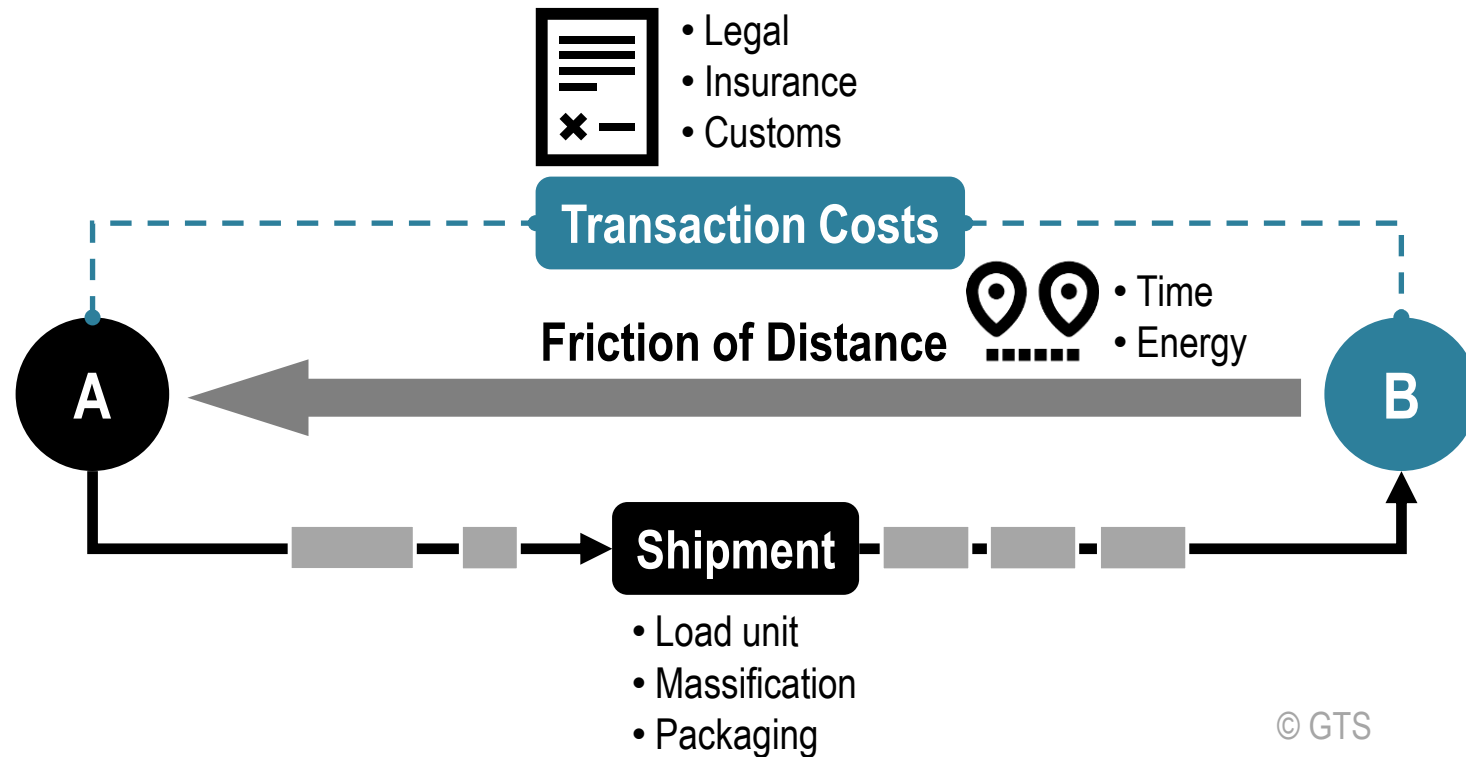 • Legal
• Insurance
• Customs
Transaction Costs
• Time
• Energy
Friction of Distance
A
B
Shipment
• Load unit
• Massification
• Packaging
© GTS